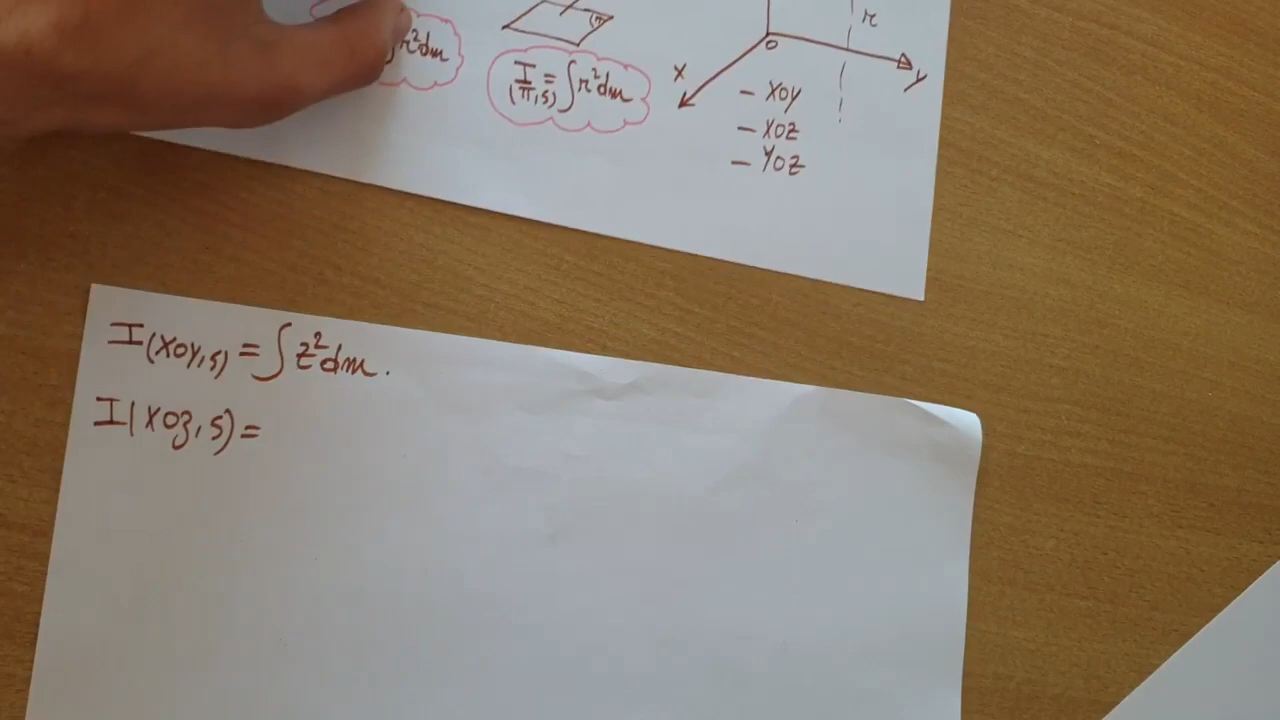 r²dm
(π)
I = ∫r²dm
(π,s)
r
o
x
y
- XOY
- XOZ
- YOZ
I(XOY,S) = ∫z²dm.
I(XOz,S) =